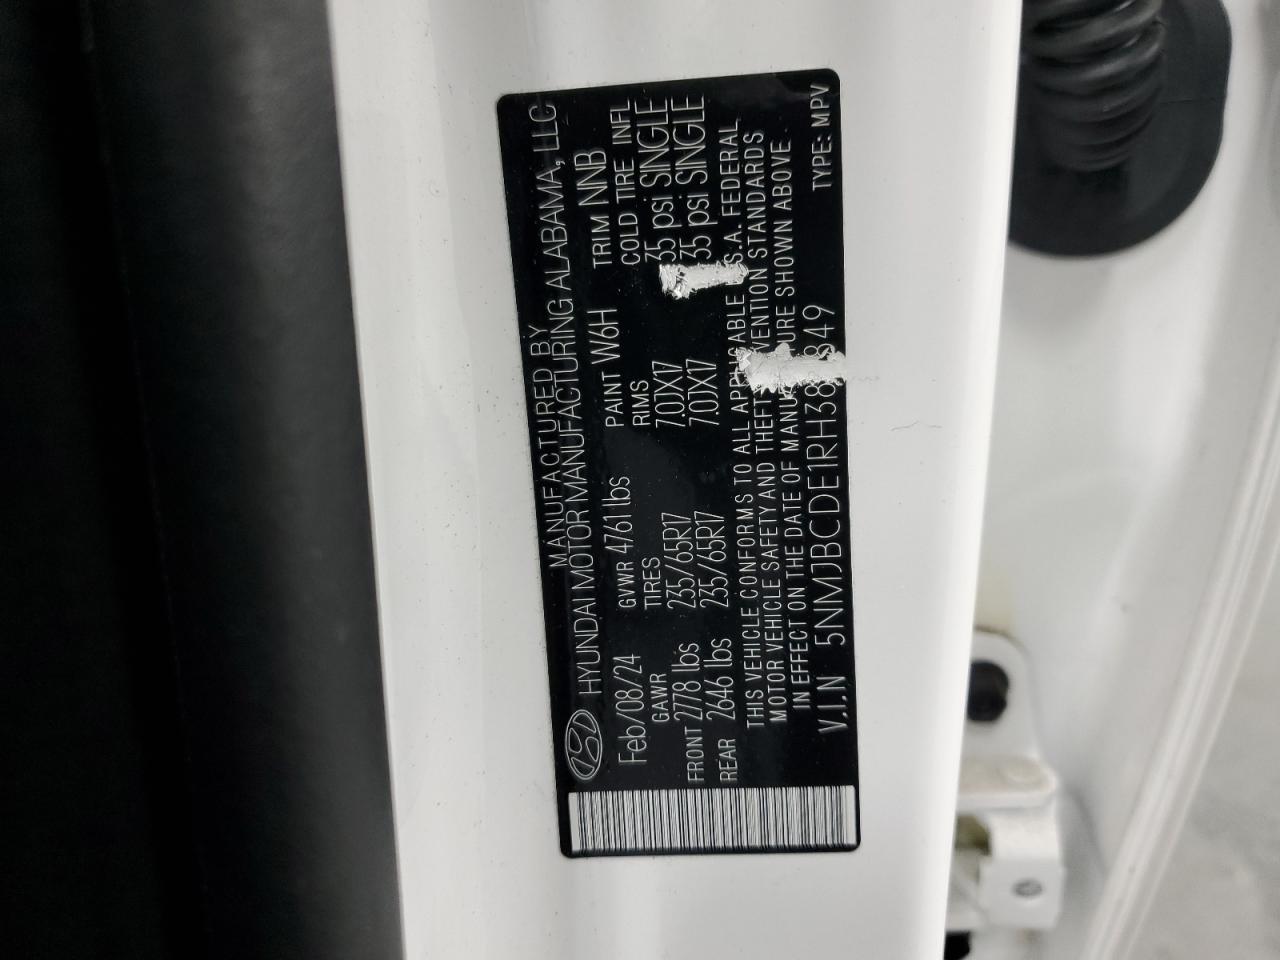 MANUFACTURED BY
HYUNDAI MOTOR MANUFACTURING ALABAMA, LLC
Feb/08/24 GVWR 4761 lbs PAINT W6H TRIM NNB
GAWR TIRES RIMS COLD TIRE INFL
FRONT 2778 lbs 235/65R17 7.0JX17 35 psi SINGLE
REAR 2646 lbs 235/65R17 7.0JX17 35 psi SINGLE
THIS VEHICLE CONFORMS TO ALL APPLICABLE U.S.A. FEDERAL
MOTOR VEHICLE SAFETY AND THEFT VENTION STANDARDS
IN EFFECT ON THE DATE OF MANU URE SHOWN ABOVE
V.I.N TYPE: MPV